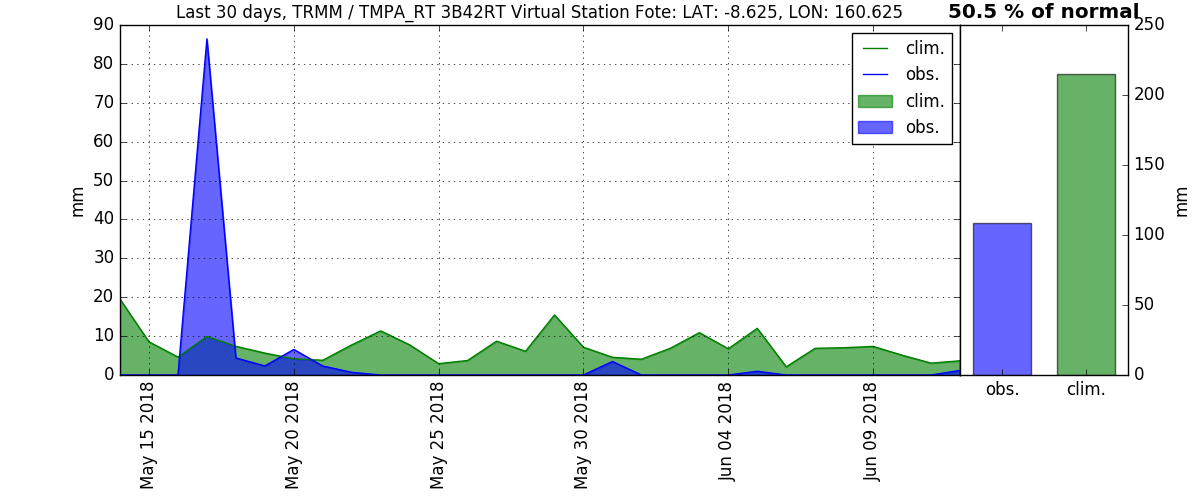 Last 30 days, TRMM / TMPA_RT 3B42RT Virtual Station Fote: LAT: -8.625, LON: 160.625
50.5 % of normal
90
80
70
60
50
40
30
20
10
0
mm
clim.
obs.
clim.
obs.
May 15 2018
May 20 2018
May 25 2018
May 30 2018
Jun 04 2018
Jun 09 2018
250
200
150
100
50
0
mm
obs.
clim.